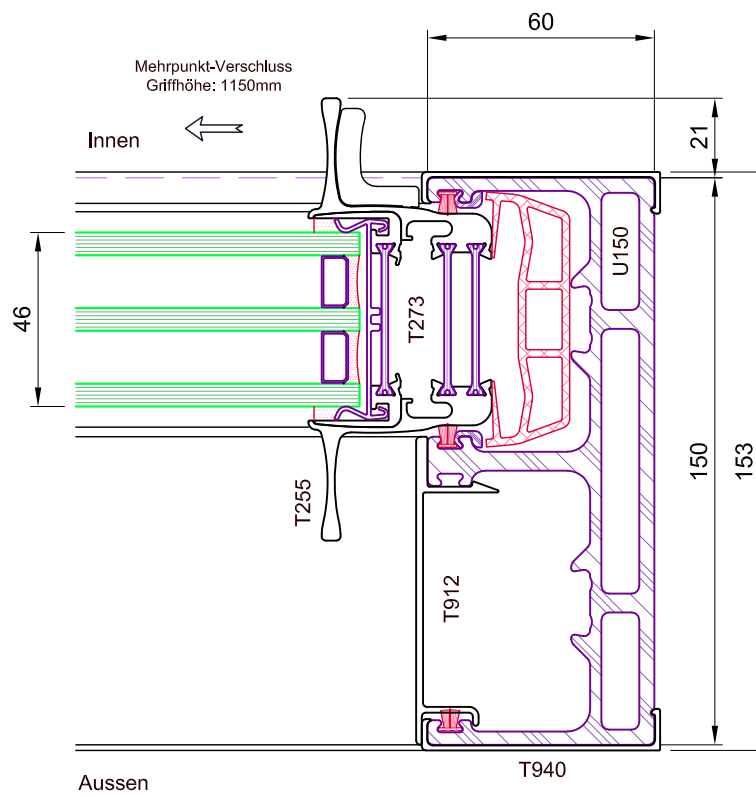 60
Mehrpunkt-Verschluss
Griffhöhe: 1150mm
21
Innen
U150
46
T273
150
153
T255
T912
T940
Aussen